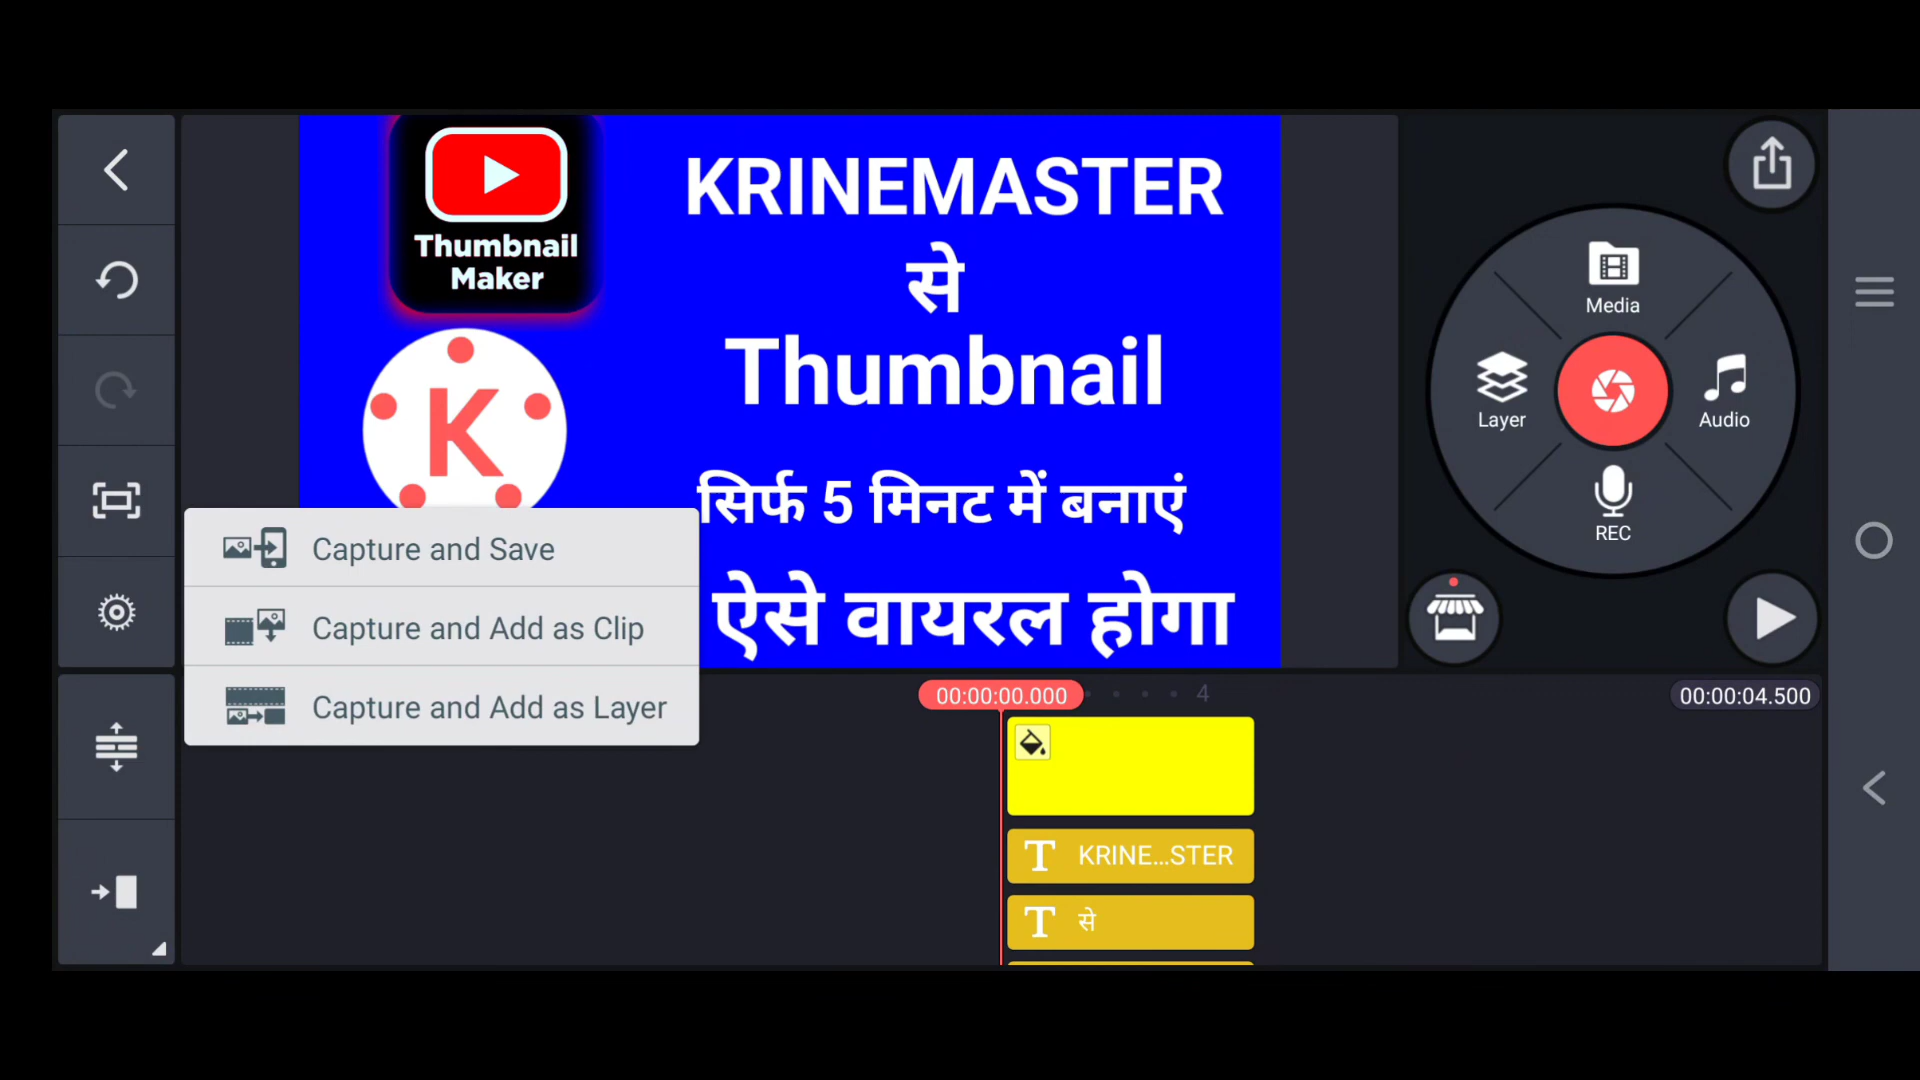 Thumbnail
Maker
K
KRINEMASTER
से
Thumbnail
सिर्फ 5 मिनट में बनाएं
ऐसे वायरल होगा
Capture and Save
Capture and Add as Clip
Capture and Add as Layer
Media
Layer
Audio
REC
00:00:00.000
4
00:00:04.500
T KRINE...STER
T से